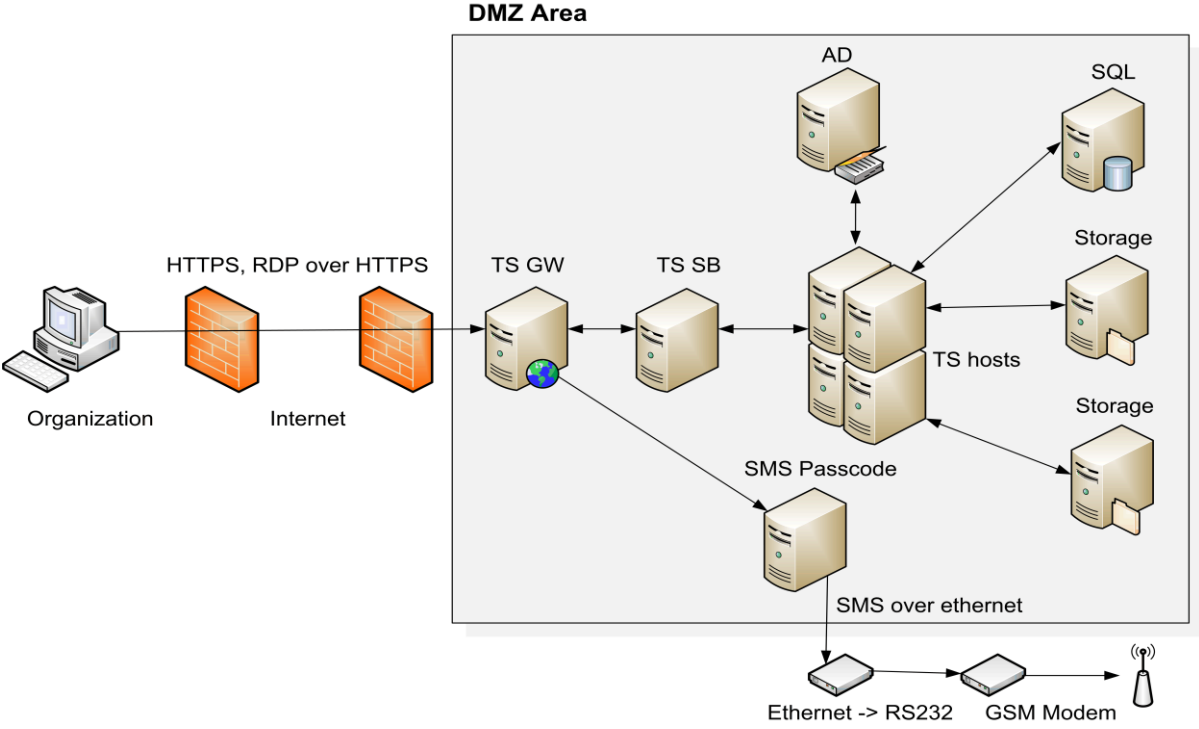 DMZ Area
AD
SQL
HTTPS, RDP over HTTPS
TS GW
TS SB
Storage
TS hosts
Organization
Internet
Storage
SMS Passcode
SMS over ethernet
Ethernet -> RS232
GSM Modem